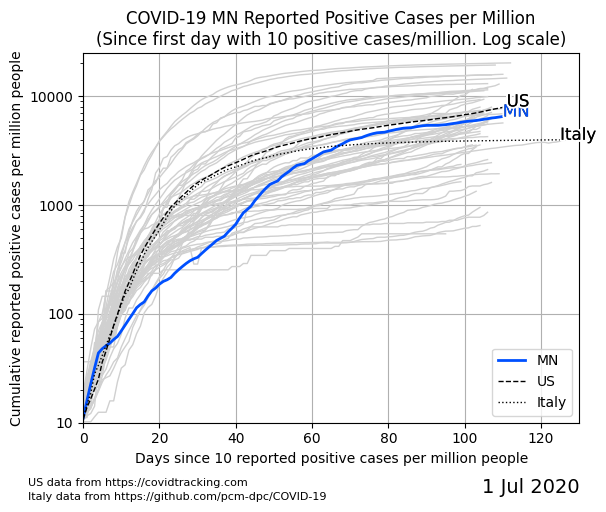 COVID-19 MN Reported Positive Cases per Million
(Since first day with 10 positive cases/million. Log scale)
Cumulative reported positive cases per million people
10000
1000
100
10
US
MN
Italy
MN
US
Italy
0 20 40 60 80 100 120
Days since 10 reported positive cases per million people
US data from https://covidtracking.com
Italy data from https://github.com/pcm-dpc/COVID-19
1 Jul 2020